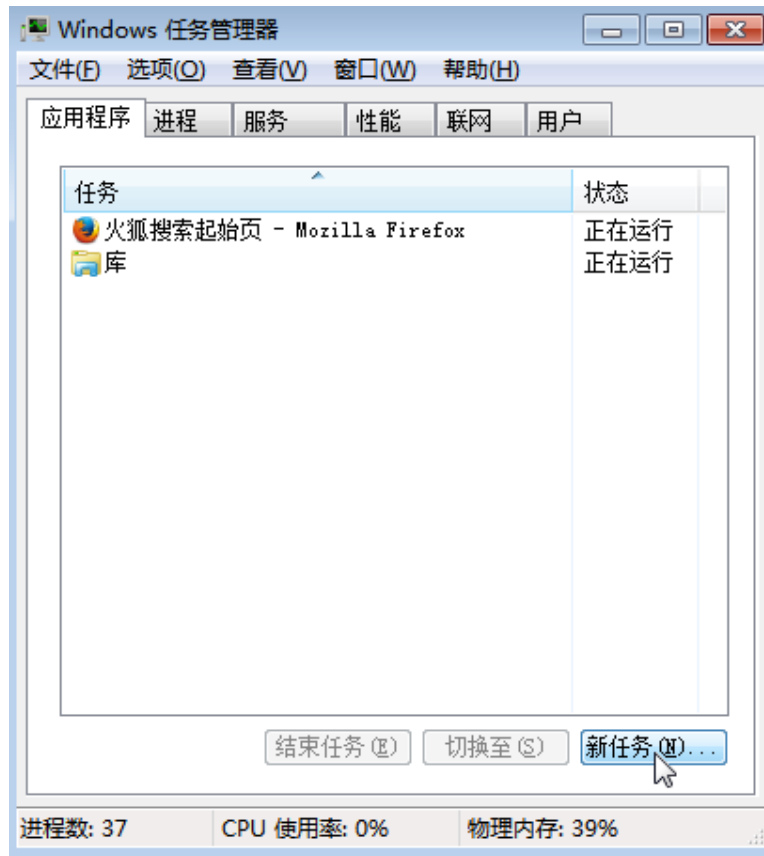 Windows 任务管理器
文件(F) 选项(O) 查看(V) 窗口(W) 帮助(H)
应用程序 进程 服务 性能 联网 用户
任务 状态
火狐搜索起始页 - Mozilla Firefox 正在运行
库 正在运行
结束任务(E) 切换至(S) 新任务(N)...
进程数: 37 CPU 使用率: 0% 物理内存: 39%